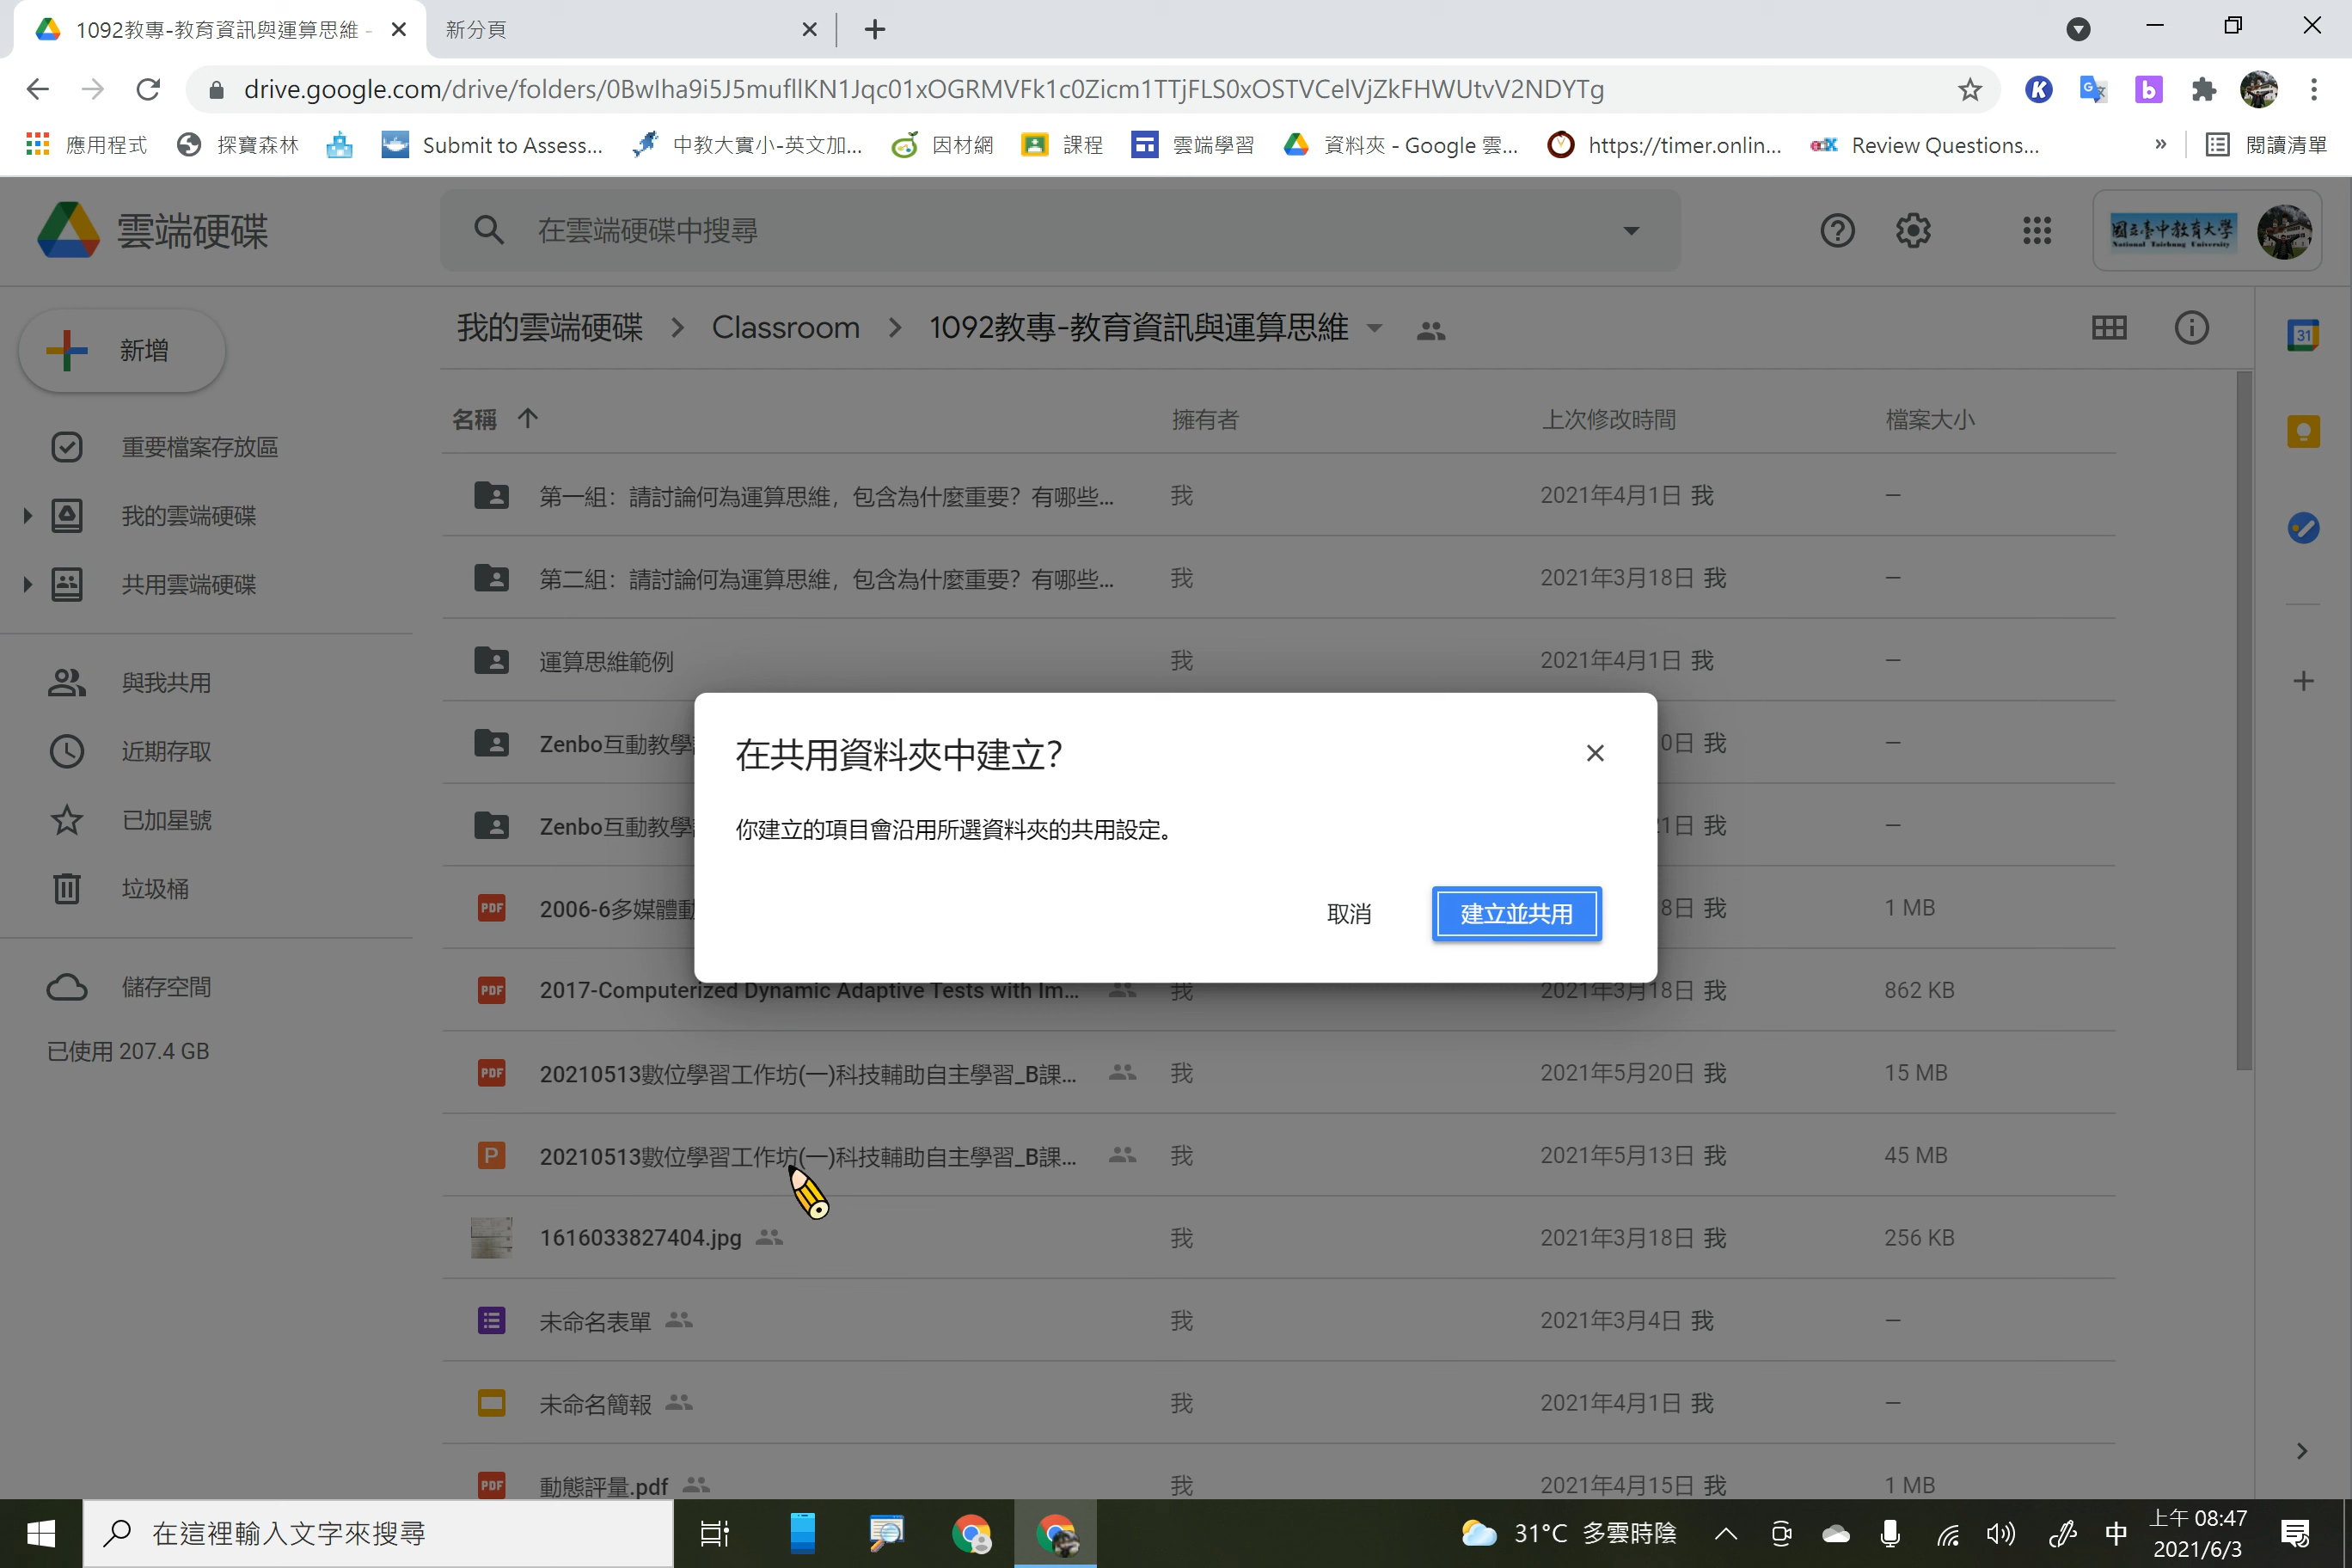 1092教專-教育資訊與運算思維 -
新分頁
drive.google.com/drive/folders/0Bwlha9i5J5mufllKN1Jqc01xOGRMVFk1c0Zicm1TTjFLS0xOSTVCelVjZkFHWUtvV2NDYTg
應用程式
探寶森林
Submit to Assess...
中教大實小-英文加...
因材網
課程
雲端學習
資料夾 - Google 雲...
https://timer.onlin...
Review Questions...
»
閱讀清單
雲端硬碟
在雲端硬碟中搜尋
國立臺中教育大學
National Taichung University
新增
我的雲端硬碟 > Classroom > 1092教專-教育資訊與運算思維
重要檔案存放區
我的雲端硬碟
共用雲端硬碟
與我共用
近期存取
已加星號
垃圾桶
儲存空間
已使用 207.4 GB
名稱 擁有者 上次修改時間 檔案大小
第一組：請討論何為運算思維，包含為什麼重要？有哪些... 我 2021年4月1日 我 —
第二組：請討論何為運算思維，包含為什麼重要？有哪些... 我 2021年3月18日 我 —
運算思維範例 我 2021年4月1日 我 —
Zenbo互動教學 0日 我 —
Zenbo互動教學 21日 我 —
2006-6多媒體動 8日 我 1 MB
2017-Computerized Dynamic Adaptive Tests with Im... 我 2021年3月18日 我 862 KB
20210513數位學習工作坊(一)科技輔助自主學習_B課... 我 2021年5月20日 我 15 MB
20210513數位學習工作坊(一)科技輔助自主學習_B課... 我 2021年5月13日 我 45 MB
1616033827404.jpg 我 2021年3月18日 我 256 KB
未命名表單 我 2021年3月4日 我 —
未命名簡報 我 2021年4月1日 我 —
動態評量.pdf 我 2021年4月15日 我 1 MB
在共用資料夾中建立？
你建立的項目會沿用所選資料夾的共用設定。
取消
建立並共用
31
在這裡輸入文字來搜尋
31°C 多雲時陰
中
上午 08:47
2021/6/3